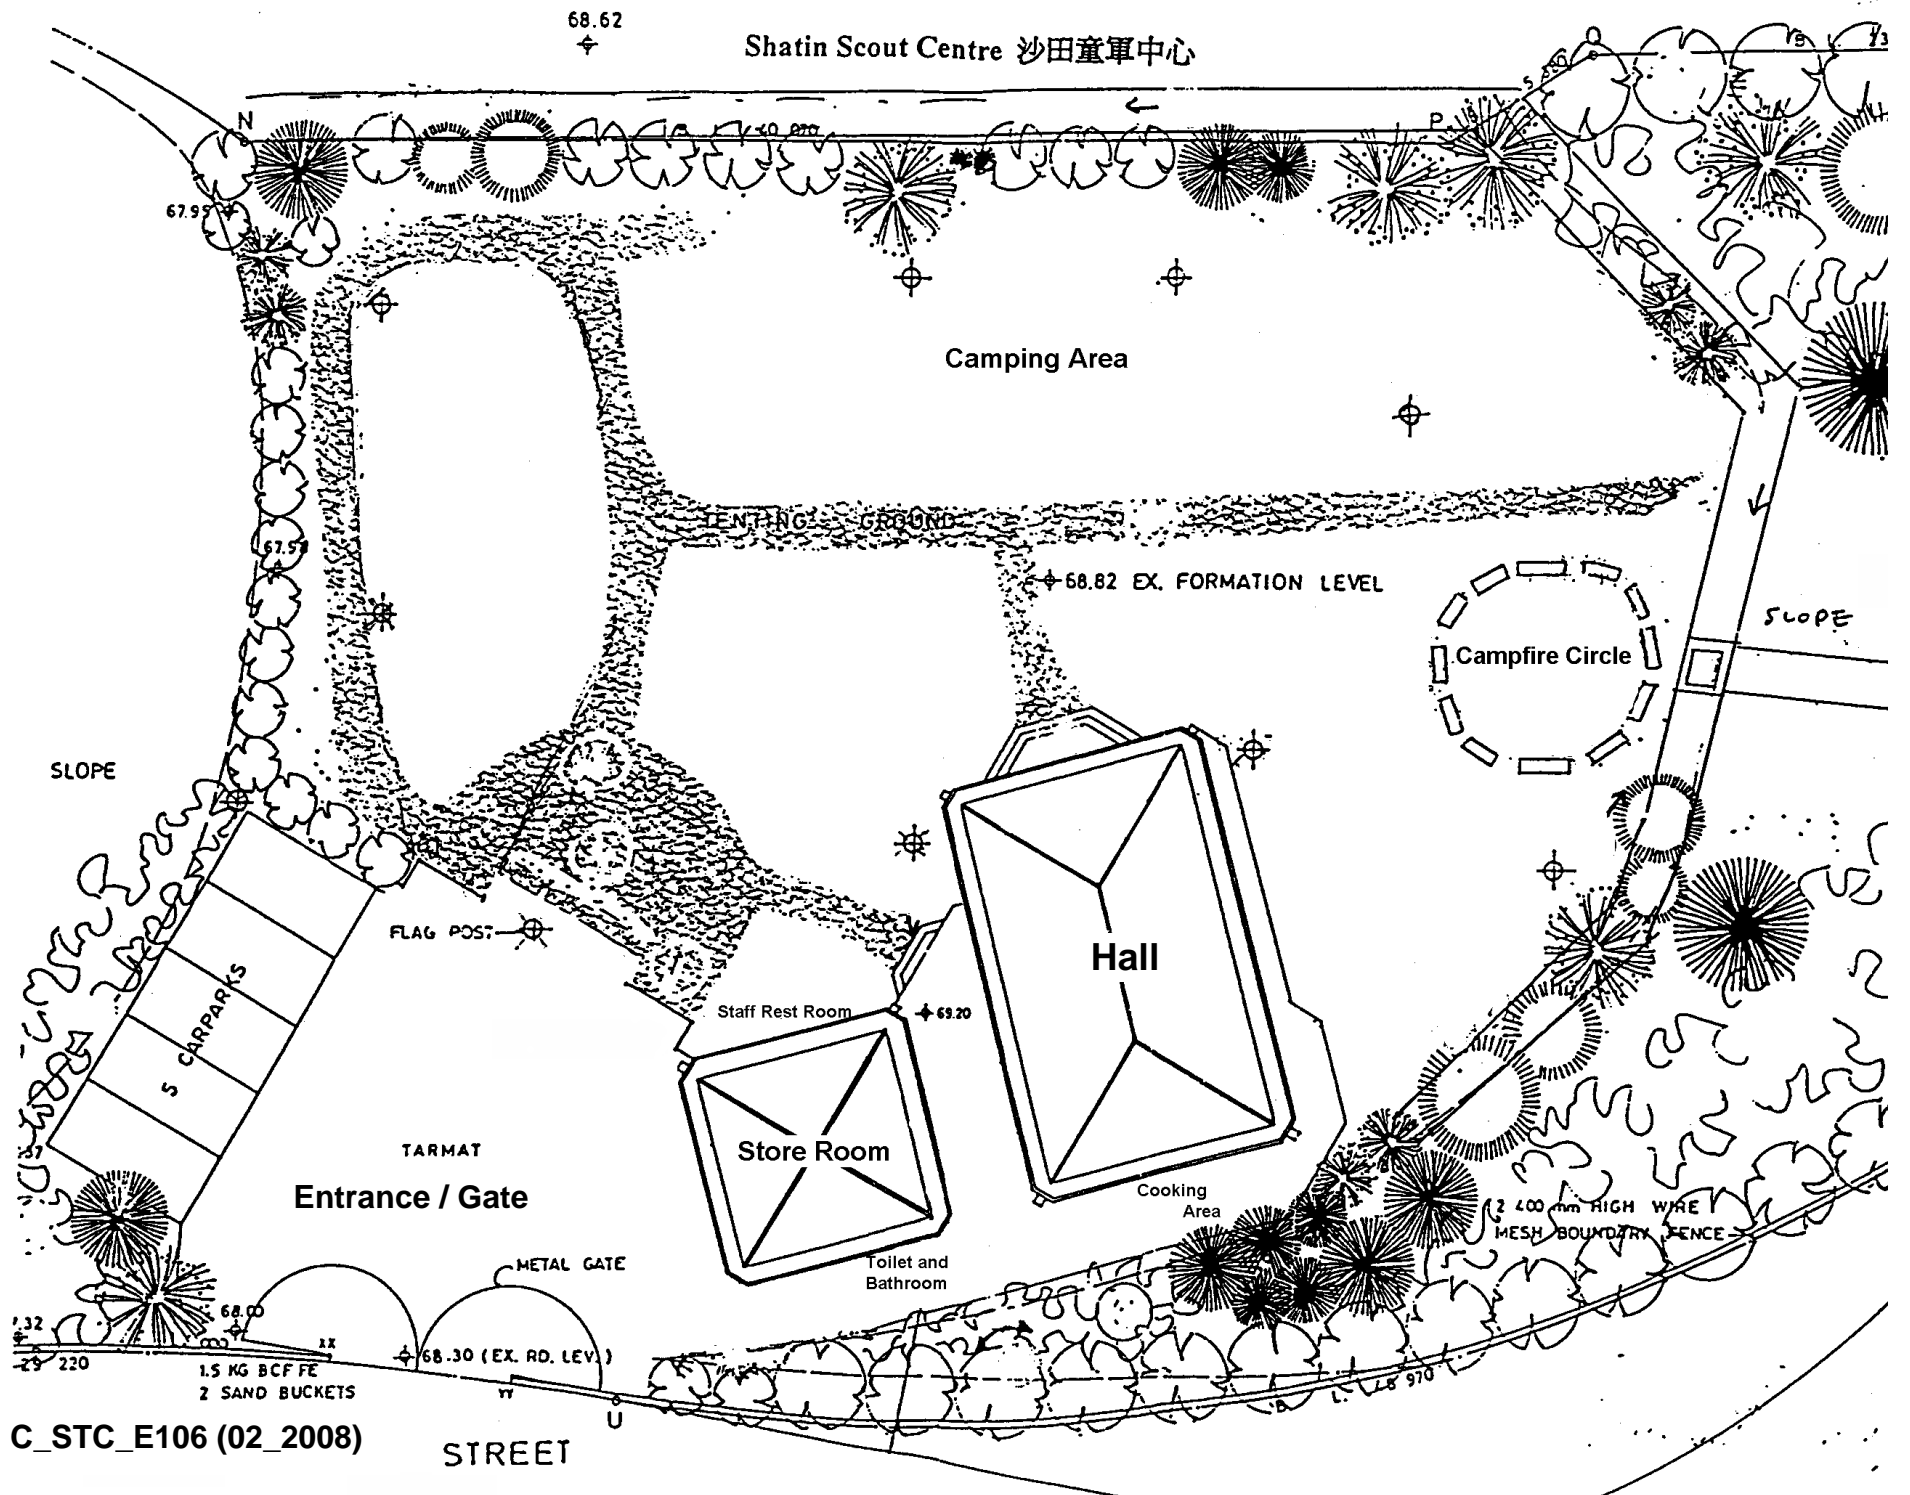 68.62
Shatin Scout Centre 沙田童軍中心
N
P
O
67.95
Camping Area
TENTING GROUND
67.97
68.82 EX. FORMATION LEVEL
SLOPE
Campfire Circle
SLOPE
FLAG POST
Hall
5 CARPARKS
Staff Rest Room
69.20
TARMAT
Store Room
Entrance / Gate
Cooking
Area
2 400 mm HIGH WIRE
MESH BOUNDARY FENCE
METAL GATE
Toilet and
Bathroom
68.00
68.30 (EX. RD. LEV.)
220
1.5 KG BCF FE
2 SAND BUCKETS
U
C_STC_E106 (02_2008)
STREET